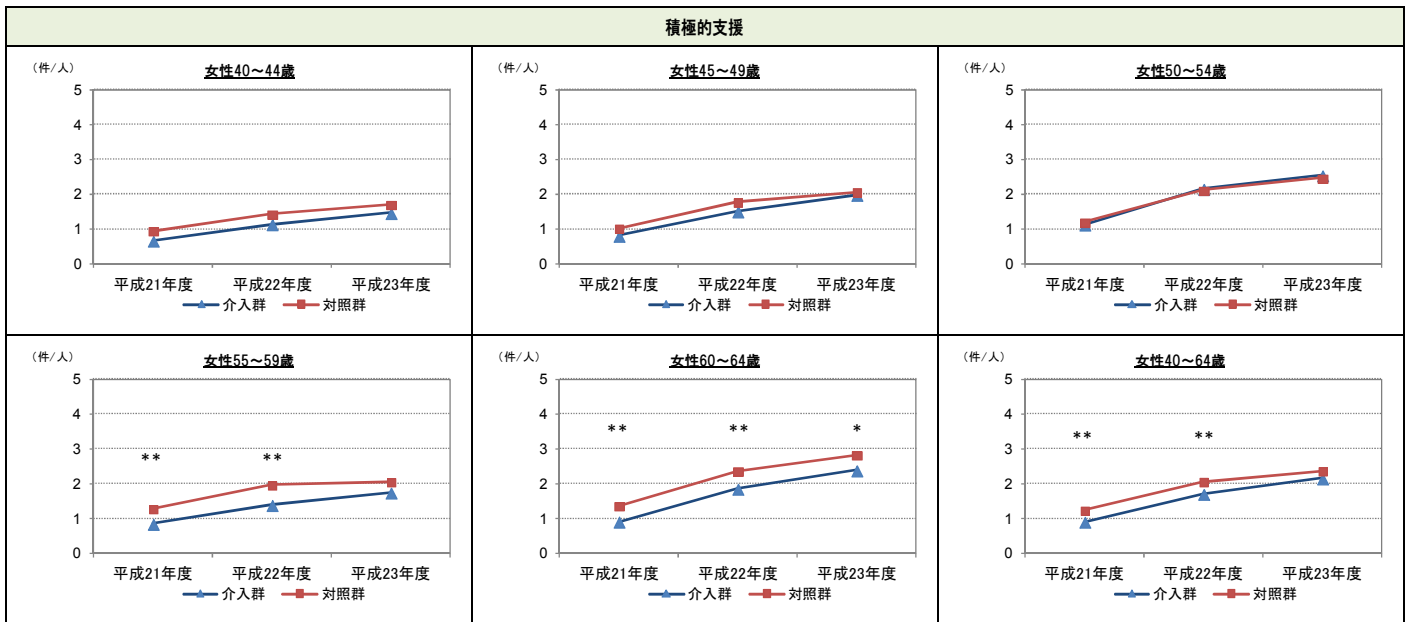 積極的支援
(件/人) 女性40~44歳
5
4
3
2
1
0
平成21年度 平成22年度 平成23年度
介入群 対照群
(件/人) 女性45~49歳
5
4
3
2
1
0
平成21年度 平成22年度 平成23年度
介入群 対照群
(件/人) 女性50~54歳
5
4
3
2
1
0
平成21年度 平成22年度 平成23年度
介入群 対照群
(件/人) 女性55~59歳
5
4
3
** **
2
1
0
平成21年度 平成22年度 平成23年度
介入群 対照群
(件/人) 女性60~64歳
5
4
** ** *
3
2
1
0
平成21年度 平成22年度 平成23年度
介入群 対照群
(件/人) 女性40~64歳
5
4
** **
3
2
1
0
平成21年度 平成22年度 平成23年度
介入群 対照群